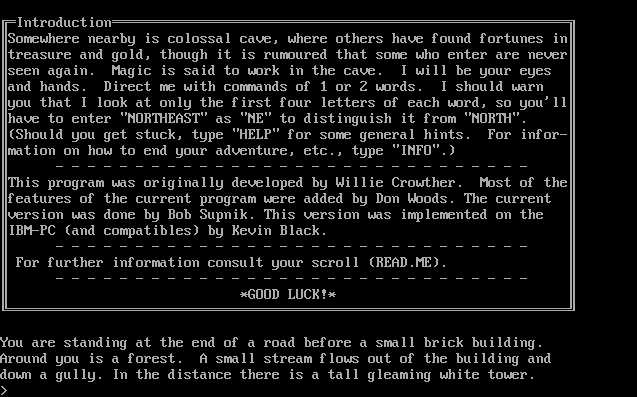 Introduction
Somewhere nearby is colossal cave, where others have found fortunes in
treasure and gold, though it is rumoured that some who enter are never
seen again.  Magic is said to work in the cave.  I will be your eyes
and hands.  Direct me with commands of 1 or 2 words.  I should warn
you that I look at only the first four letters of each word, so you'll
have to enter "NORTHEAST" as "NE" to distinguish it from "NORTH".
(Should you get stuck, type "HELP" for some general hints.  For infor-
mation on how to end your adventure, etc., type "INFO".)
- - - - - - - - - - - - - - - - - - - - - - - - - - - - - -
This program was originally developed by Willie Crowther.  Most of the
features of the current program were added by Don Woods. The current
version was done by Bob Supnik. This version was implemented on the
IBM-PC (and compatibles) by Kevin Black.
- - - - - - - - - - - - - - - - - - - - - - - - - - - - - -
For further information consult your scroll (READ.ME).
- - - - - - - - - - - - - - - - - - - - - - - - - - - - - -
*GOOD LUCK!*
You are standing at the end of a road before a small brick building.
Around you is a forest.  A small stream flows out of the building and
down a gully. In the distance there is a tall gleaming white tower.
>